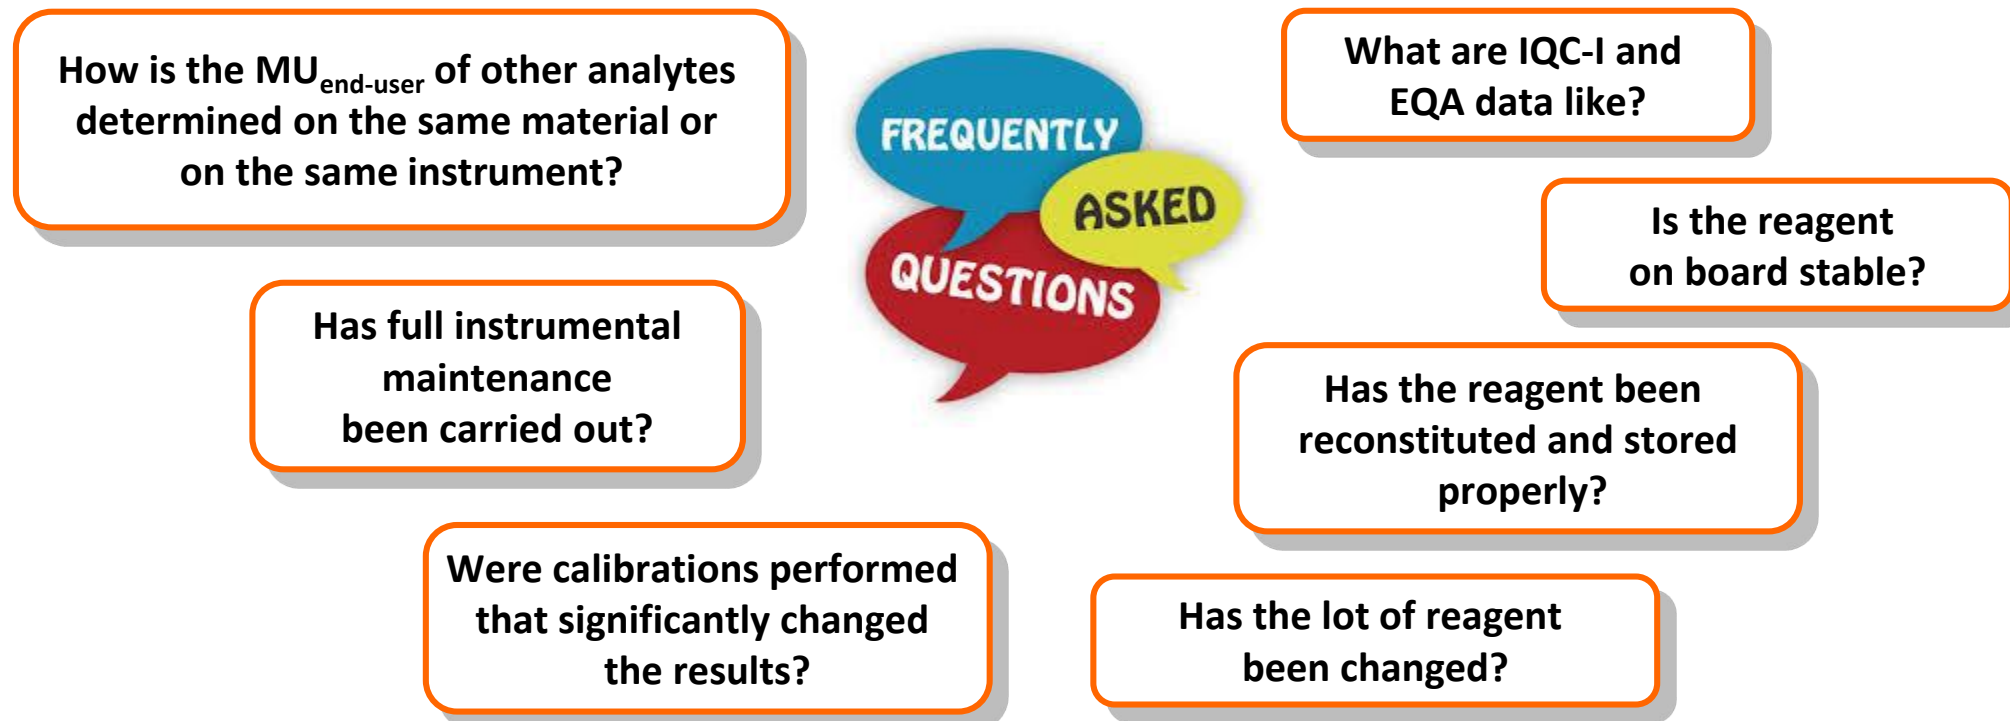 How is the MUend-user of other analytes
determined on the same material or
on the same instrument?
FREQUENTLY
ASKED
QUESTIONS
What are IQC-I and
EQA data like?
Is the reagent
on board stable?
Has full instrumental
maintenance
been carried out?
Has the reagent been
reconstituted and stored
properly?
Were calibrations performed
that significantly changed
the results?
Has the lot of reagent
been changed?